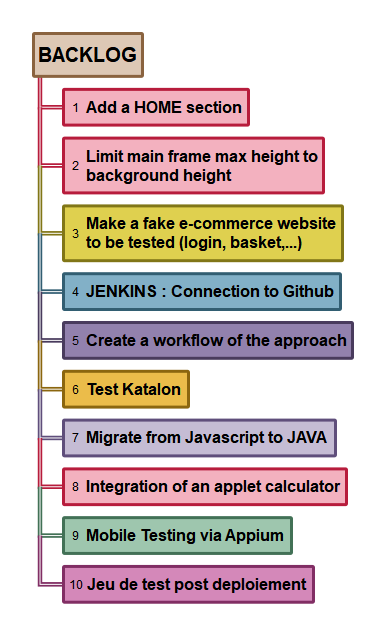 BACKLOG
1 Add a HOME section
2 Limit main frame max height to
background height
3 Make a fake e-commerce website
to be tested (login, basket,...)
4 JENKINS : Connection to Github
5 Create a workflow of the approach
6 Test Katalon
7 Migrate from Javascript to JAVA
8 Integration of an applet calculator
9 Mobile Testing via Appium
10 Jeu de test post deploiement